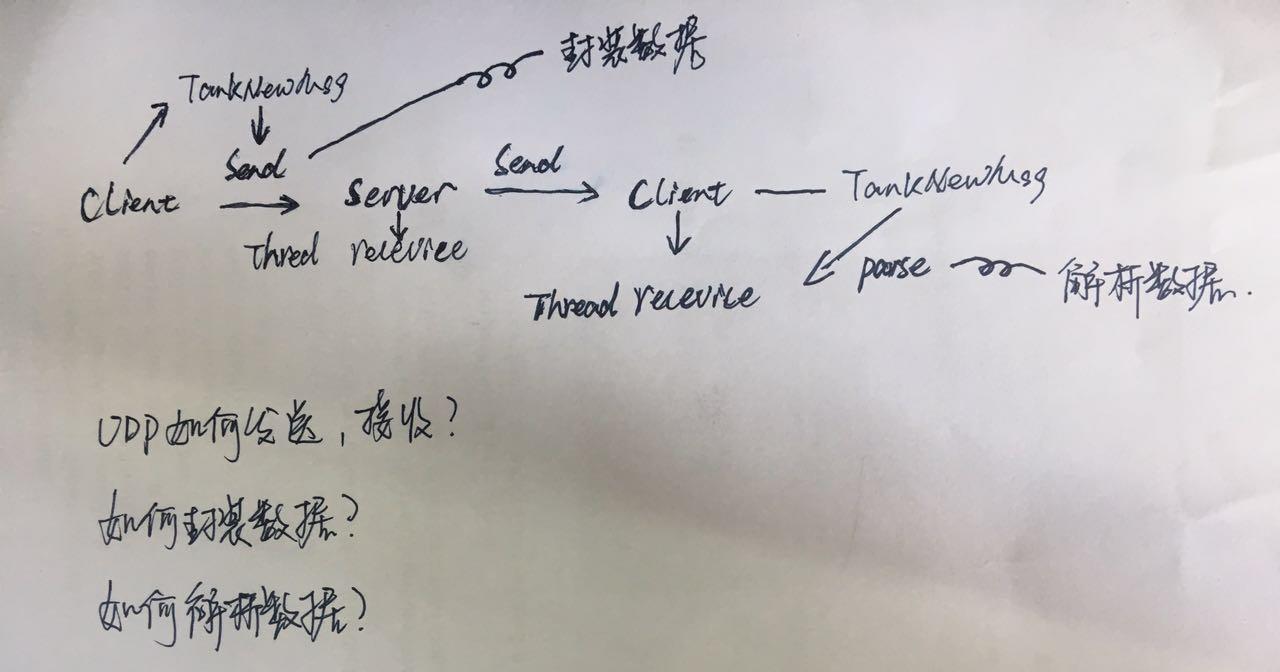 封装数据
TankNewMsg
Send
Send
Client
Server
Client
TankNewMsg
Thred recevice
parse
解析数据.
Thread recevice
UDP如何发送,接收?
如何封装数据?
如何解析数据?